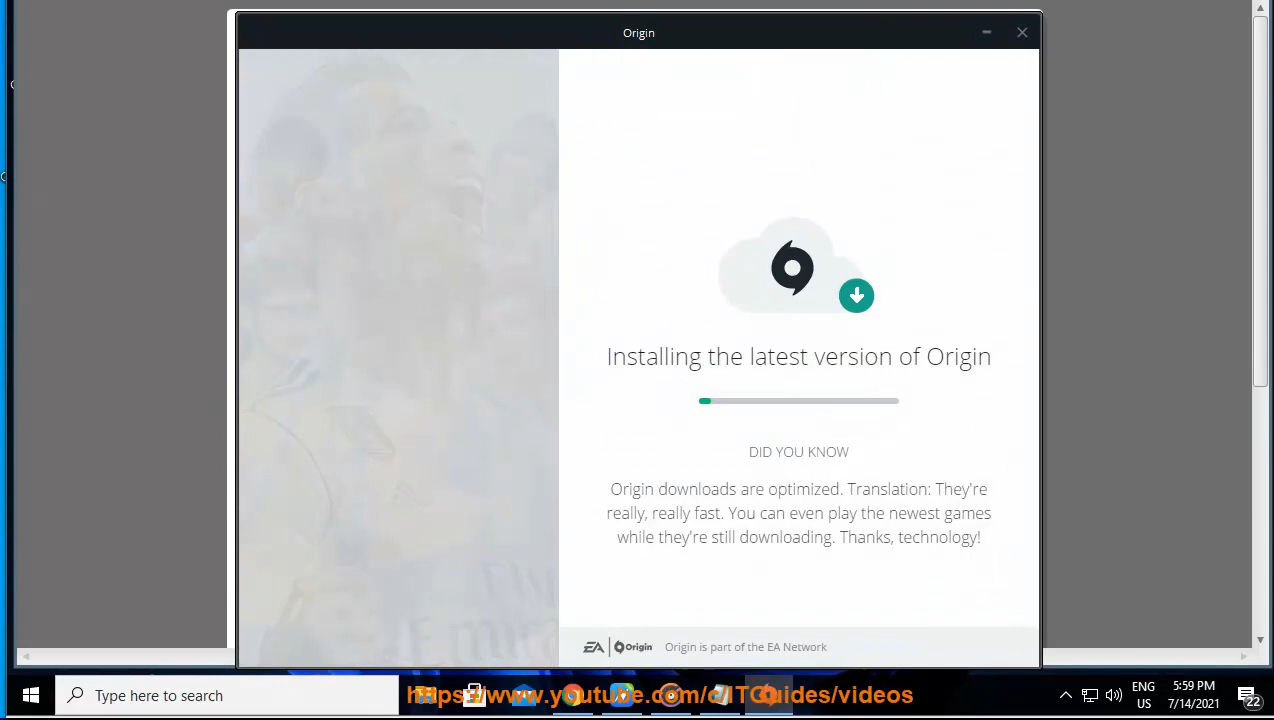 Origin
Installing the latest version of Origin
DID YOU KNOW
Origin downloads are optimized. Translation: They're
really, really fast. You can even play the newest games
while they're still downloading. Thanks, technology!
EA Origin Origin is part of the EA Network
Type here to search
https://www.youtube.com/c/ITGuides/videos
ENG
US
5:59 PM
7/14/2021
22